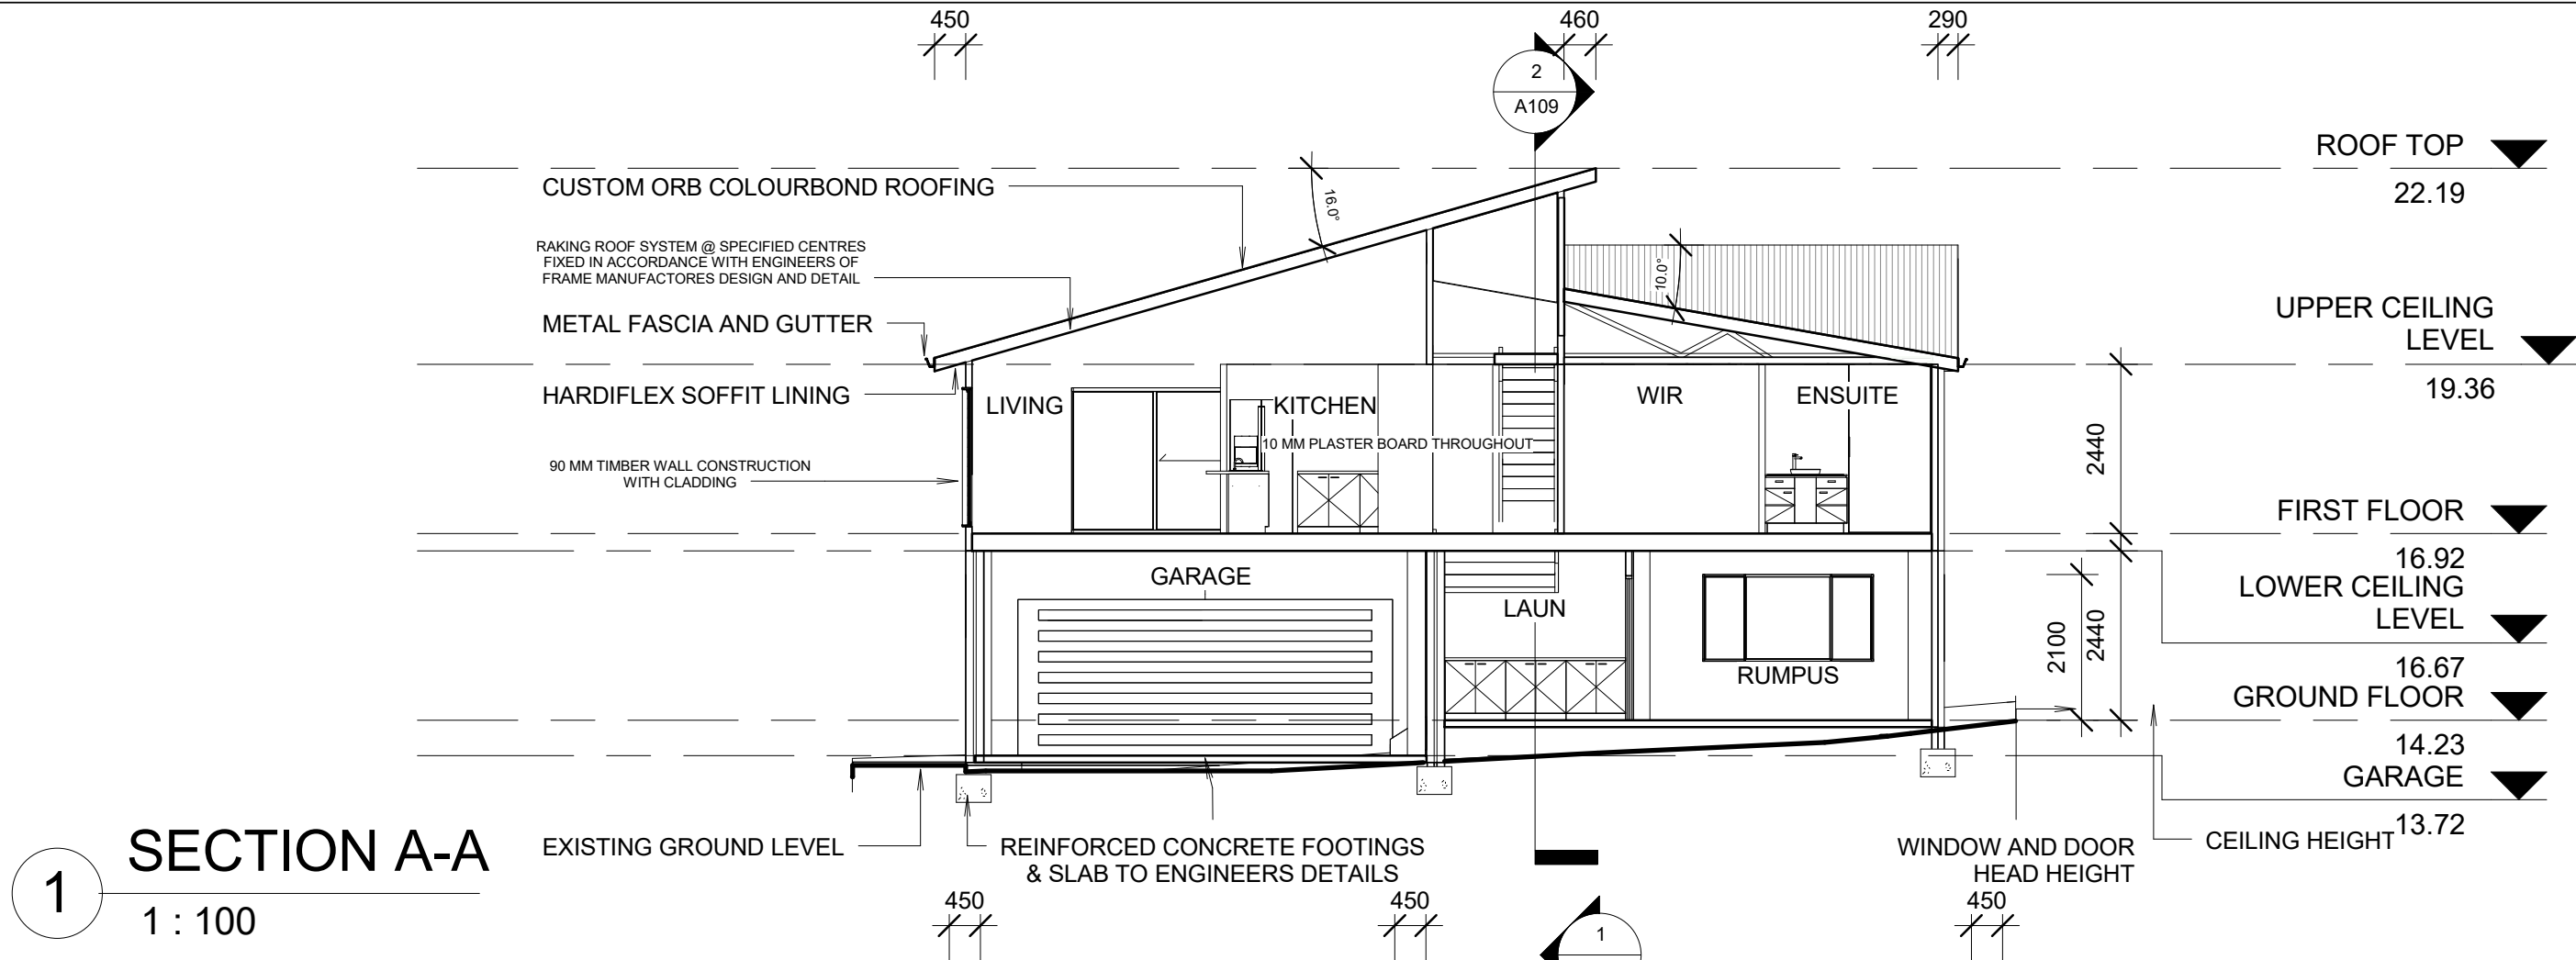 450
460
290
2
A109
ROOF TOP
22.19
CUSTOM ORB COLOURBOND ROOFING
16.0°
RAKING ROOF SYSTEM @ SPECIFIED CENTRES
FIXED IN ACCORDANCE WITH ENGINEERS OF
FRAME MANUFACTORES DESIGN AND DETAIL
10.0°
METAL FASCIA AND GUTTER
UPPER CEILING
LEVEL
19.36
HARDIFLEX SOFFIT LINING
LIVING
KITCHEN
WIR
ENSUITE
10 MM PLASTER BOARD THROUGHOUT
2440
90 MM TIMBER WALL CONSTRUCTION
WITH CLADDING
FIRST FLOOR
16.92
GARAGE
LAUN
RUMPUS
LOWER CEILING
LEVEL
16.67
2100
2440
GROUND FLOOR
14.23
GARAGE
13.72
EXISTING GROUND LEVEL
REINFORCED CONCRETE FOOTINGS
& SLAB TO ENGINEERS DETAILS
WINDOW AND DOOR
HEAD HEIGHT
CEILING HEIGHT
1
SECTION A-A
1 : 100
450
450
450
1